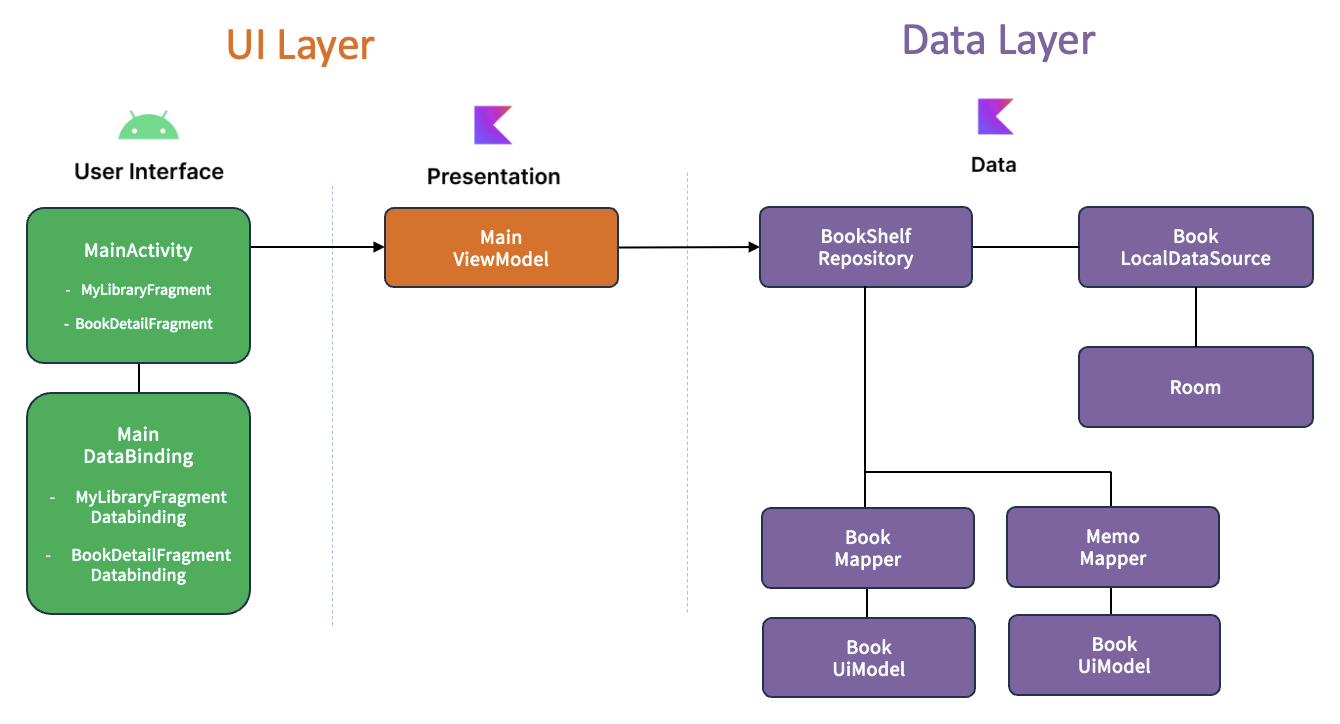 UI Layer
Data Layer
User Interface
Presentation
Data
MainActivity
- MyLibraryFragment
- BookDetailFragment
Main
DataBinding
- MyLibraryFragment
Databinding
- BookDetailFragment
Databinding
Main
ViewModel
BookShelf
Repository
Book
LocalDataSource
Room
Book
Mapper
Memo
Mapper
Book
UiModel
Book
UiModel